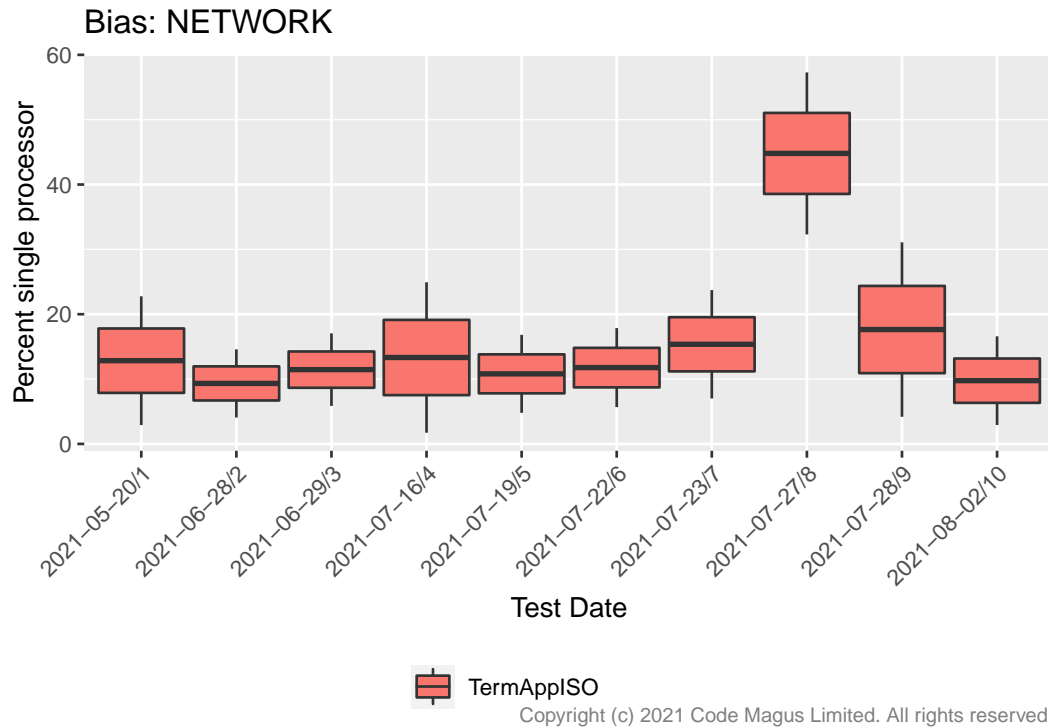 Bias: NETWORK
Percent single processor
60
40
20
0
2021−05−20/1
2021−06−28/2
2021−06−29/3
2021−07−16/4
2021−07−19/5
2021−07−22/6
2021−07−23/7
2021−07−27/8
2021−07−28/9
2021−08−02/10
Test Date
TermAppISO
Copyright (c) 2021 Code Magus Limited. All rights reserved